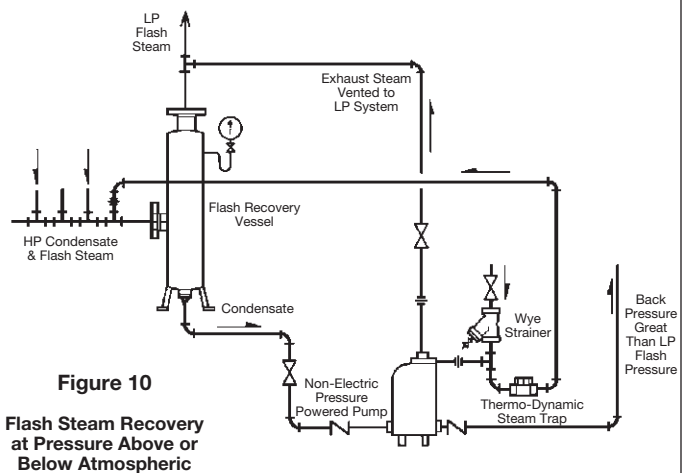 LP
Flash
Steam
Exhaust Steam
Vented to
LP System
Flash Recovery
Vessel
HP Condensate
& Flash Steam
Condensate
Wye
Strainer
Back
Pressure
Great
Than LP
Flash
Pressure
Non-Electric
Pressure
Powered Pump
Thermo-Dynamic
Steam Trap
Figure 10
Flash Steam Recovery
at Pressure Above or
Below Atmospheric